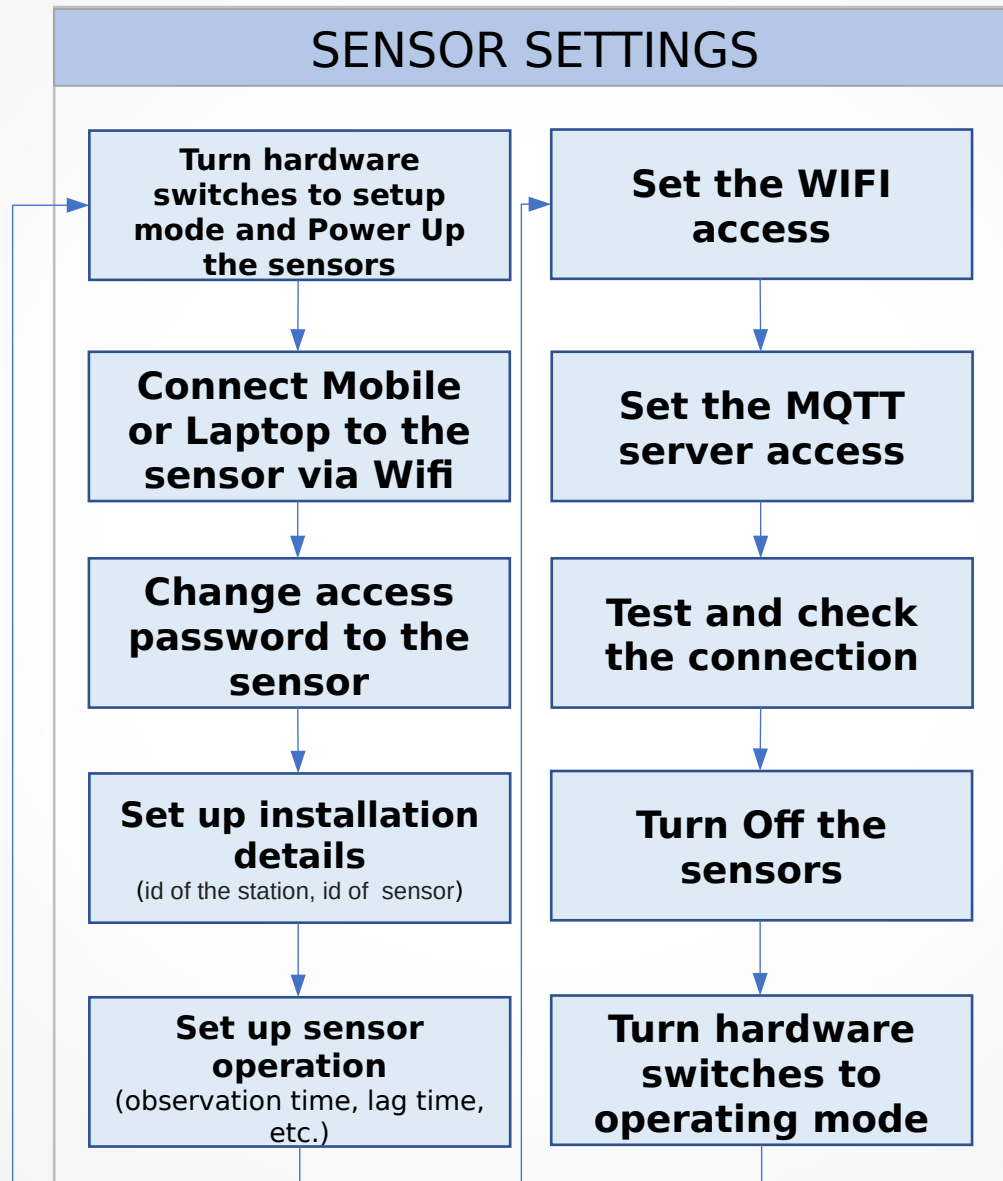 SENSOR SETTINGS
Turn hardware
switches to setup
mode and Power Up
the sensors
Connect Mobile
or Laptop to the
sensor via Wifi
Change access
password to the
sensor
Set up installation
details
(id of the station, id of  sensor)
Set up sensor
operation
(observation time, lag time,
etc.)
Set the WIFI
access
Set the MQTT
server access
Test and check
the connection
Turn Off the
sensors
Turn hardware
switches to
operating mode